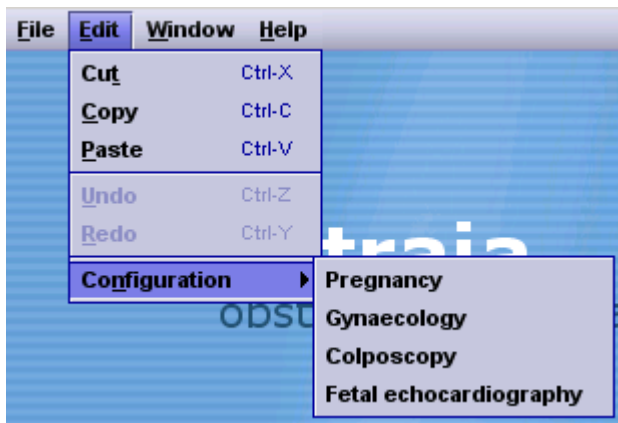 File Edit Window Help
Cut Ctrl-X
Copy Ctrl-C
Paste Ctrl-V
Undo Ctrl-Z
Redo Ctrl-Y
Configuration
Pregnancy
Gynaecology
Colposcopy
Fetal echocardiography